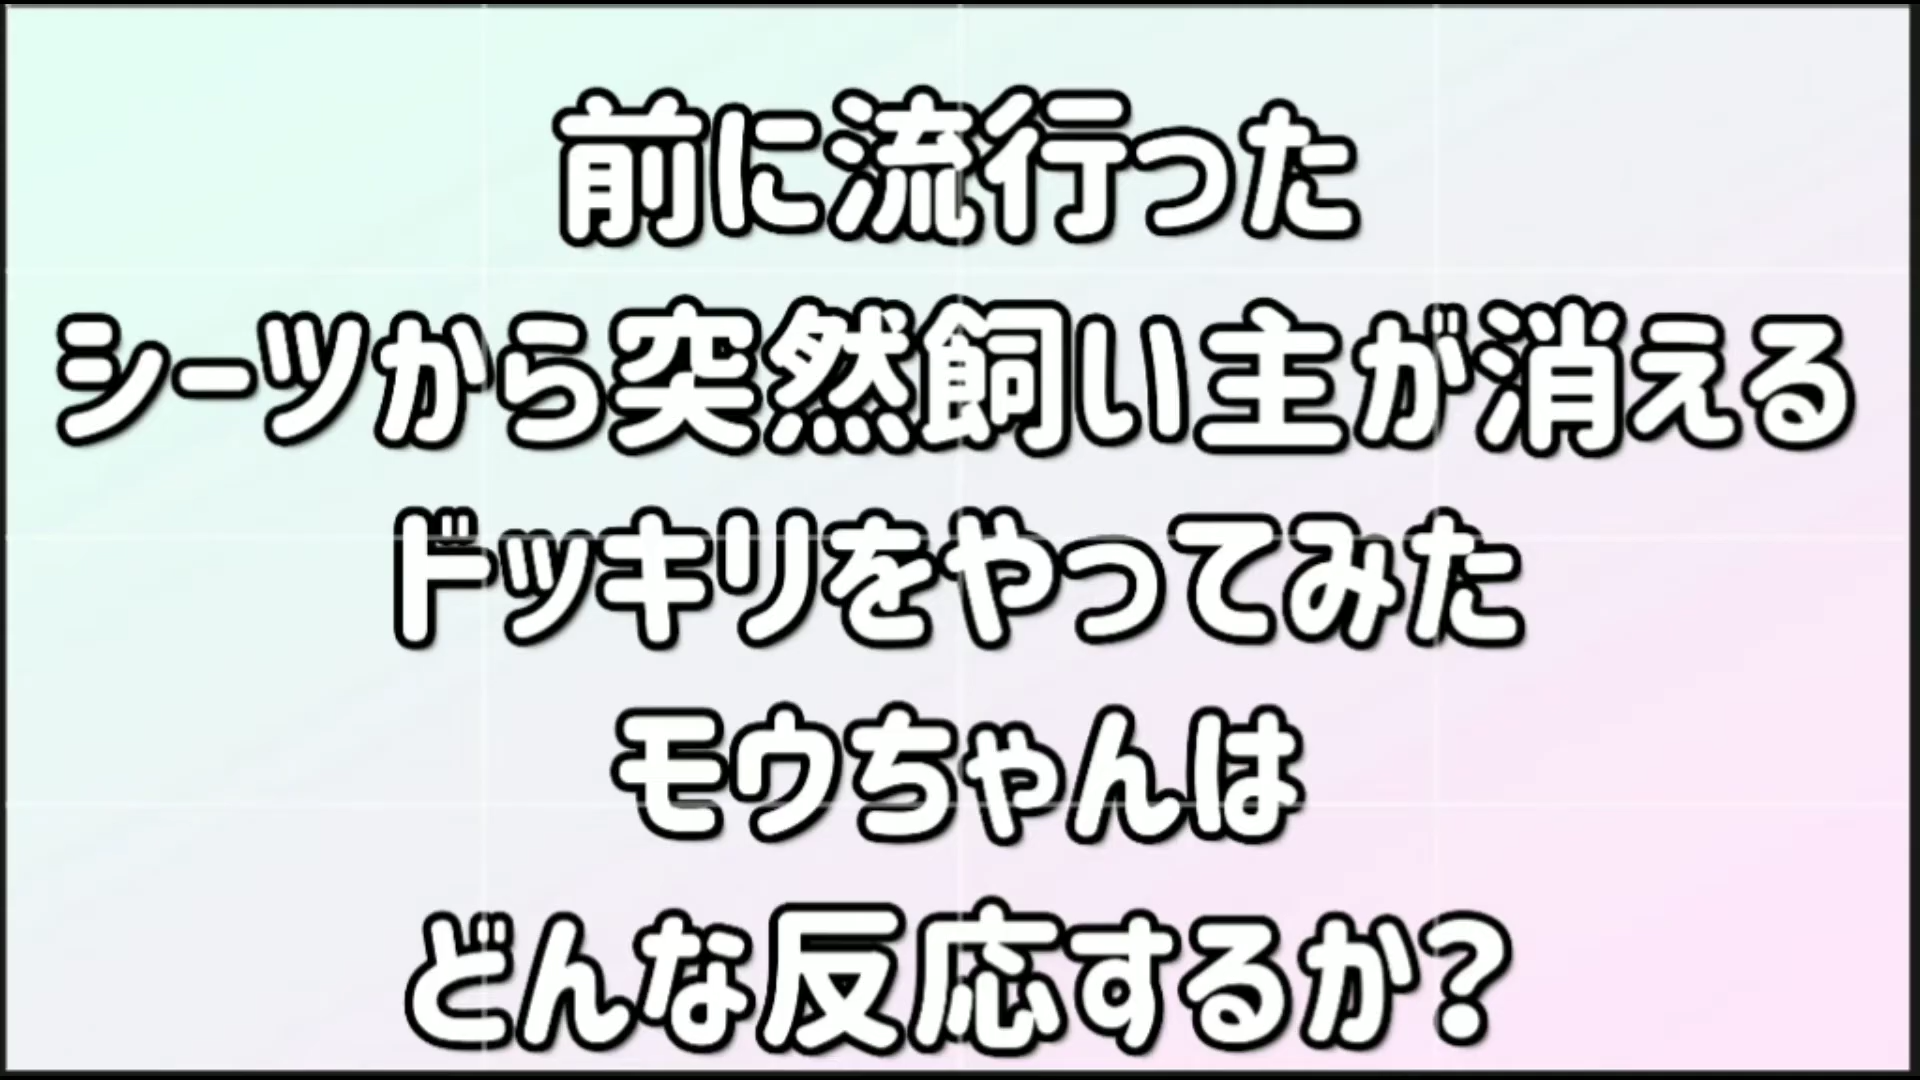 前に流行った
シーツから突然飼い主が消える
ドッキリをやってみた
モウちゃんは
どんな反応するか?